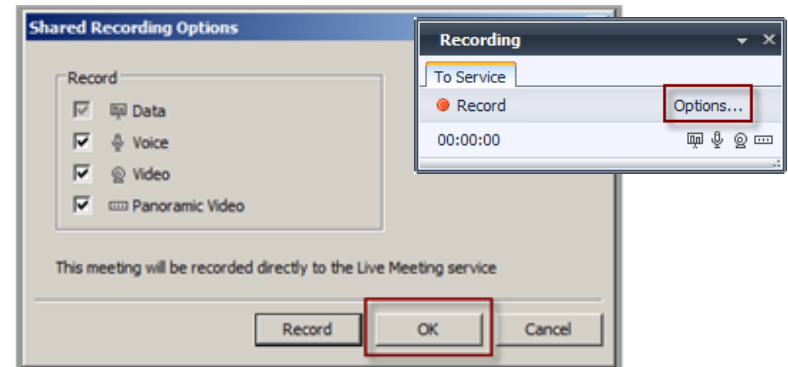 Shared Recording Options
Record
Data
Voice
Video
Panoramic Video
This meeting will be recorded directly to the Live Meeting service
Record OK Cancel
Recording
To Service
Record Options...
00:00:00